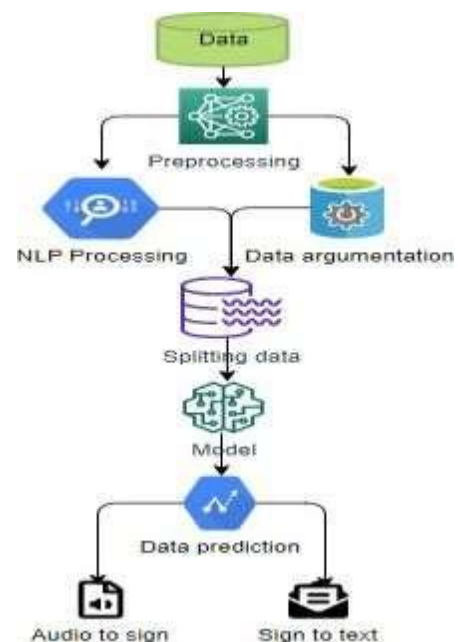 Data
Preprocessing
NLP Processing
Data argumentation
Splitting data
Model
Data prediction
Audio to sign
Sign to text